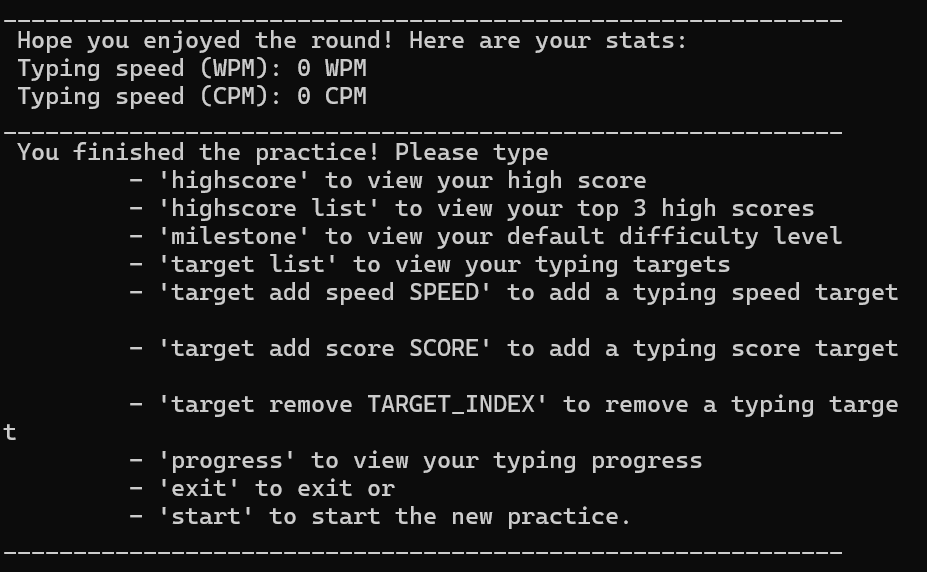 ____________________________________________________________
Hope you enjoyed the round! Here are your stats:
Typing speed (WPM): 0 WPM
Typing speed (CPM): 0 CPM
____________________________________________________________
You finished the practice! Please type
- 'highscore' to view your high score
- 'highscore list' to view your top 3 high scores
- 'milestone' to view your default difficulty level
- 'target list' to view your typing targets
- 'target add speed SPEED' to add a typing speed target
- 'target add score SCORE' to add a typing score target
- 'target remove TARGET_INDEX' to remove a typing targe
t
- 'progress' to view your typing progress
- 'exit' to exit or
- 'start' to start the new practice.
____________________________________________________________